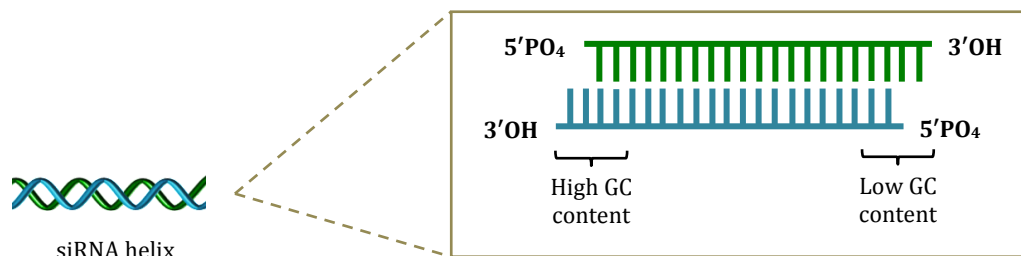 5′PO₄
3′OH
3′OH
5′PO₄
High GC
content
Low GC
content
siRNA helix